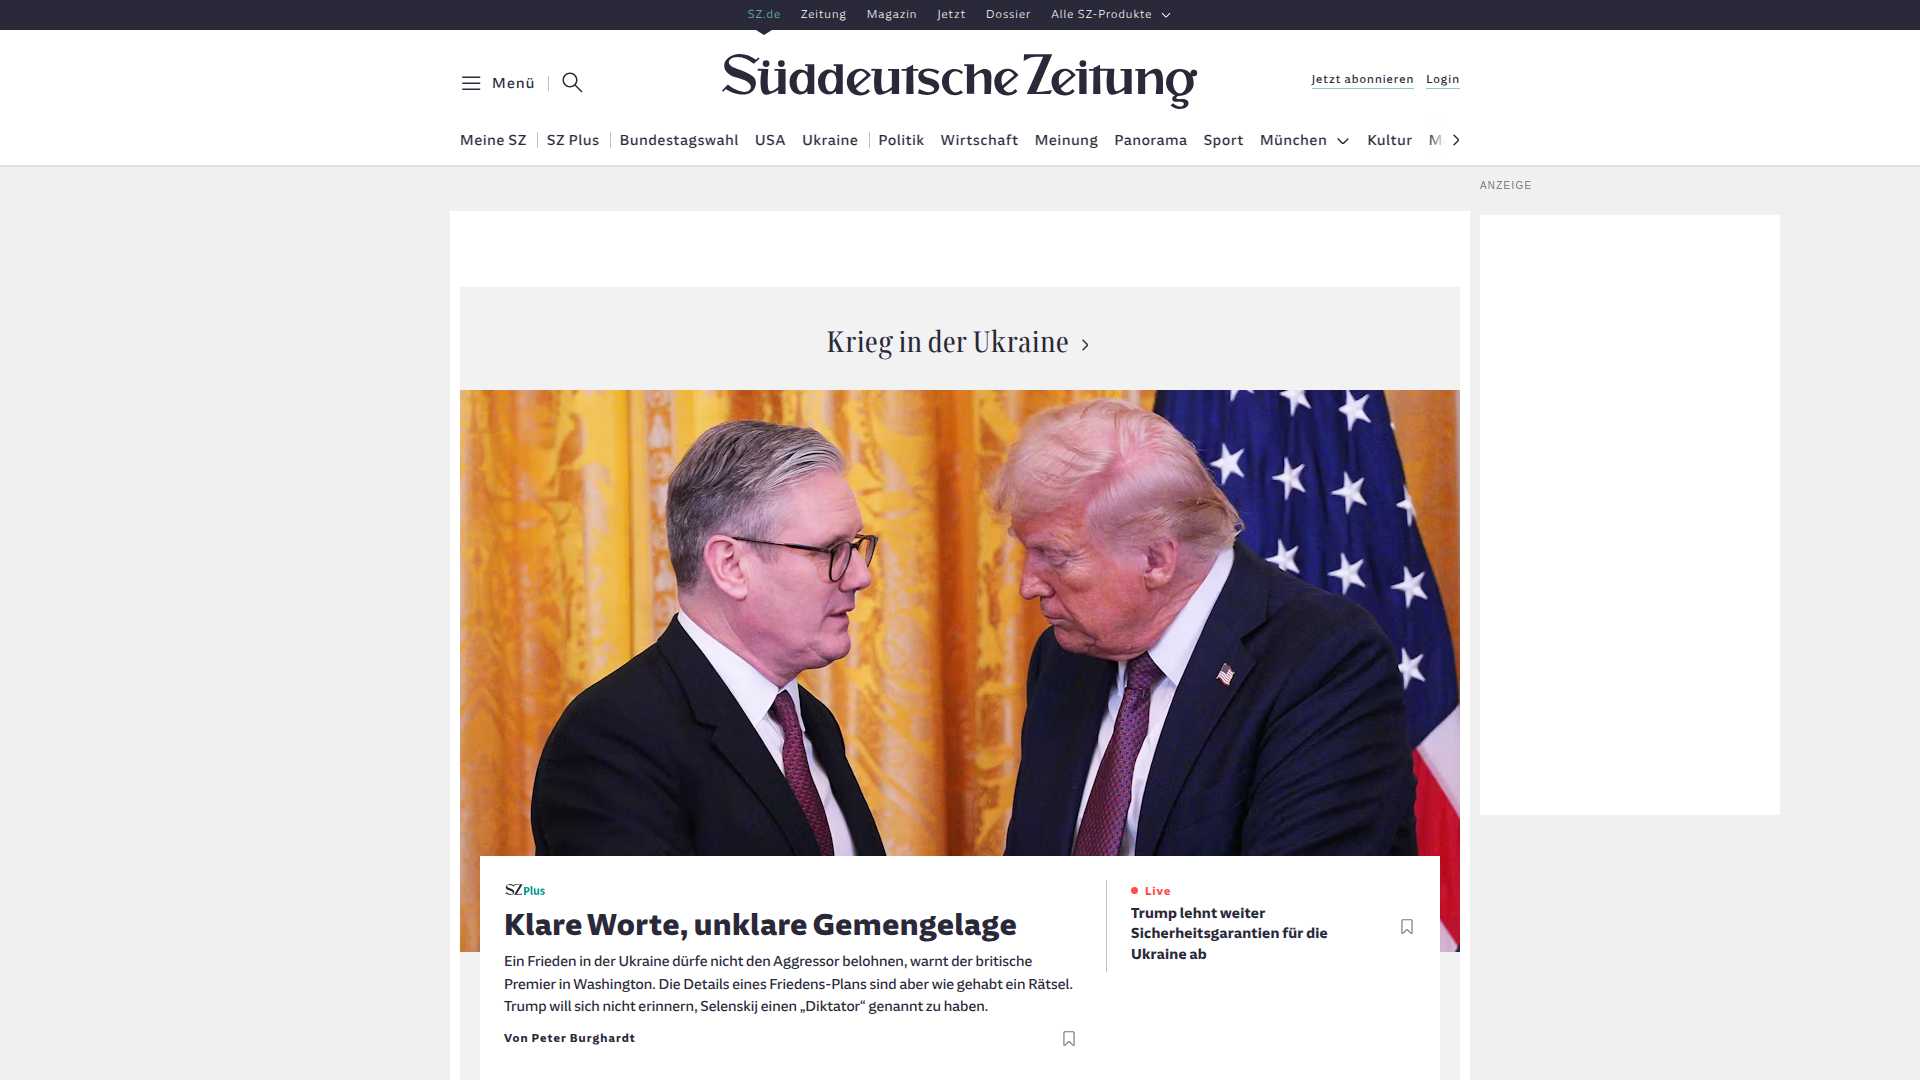 SZ.de Zeitung Magazin Jetzt Dossier Alle SZ-Produkte
Menü
Süddeutsche Zeitung
Jetzt abonnieren Login
Meine SZ SZ Plus Bundestagswahl USA Ukraine Politik Wirtschaft Meinung Panorama Sport München Kultur M
ANZEIGE
Krieg in der Ukraine
SZ Plus
Klare Worte, unklare Gemengelage
Ein Frieden in der Ukraine dürfe nicht den Aggressor belohnen, warnt der britische
Premier in Washington. Die Details eines Friedens-Plans sind aber wie gehabt ein Rätsel.
Trump will sich nicht erinnern, Selenskij einen „Diktator“ genannt zu haben.
Von Peter Burghardt
Live
Trump lehnt weiter
Sicherheitsgarantien für die
Ukraine ab